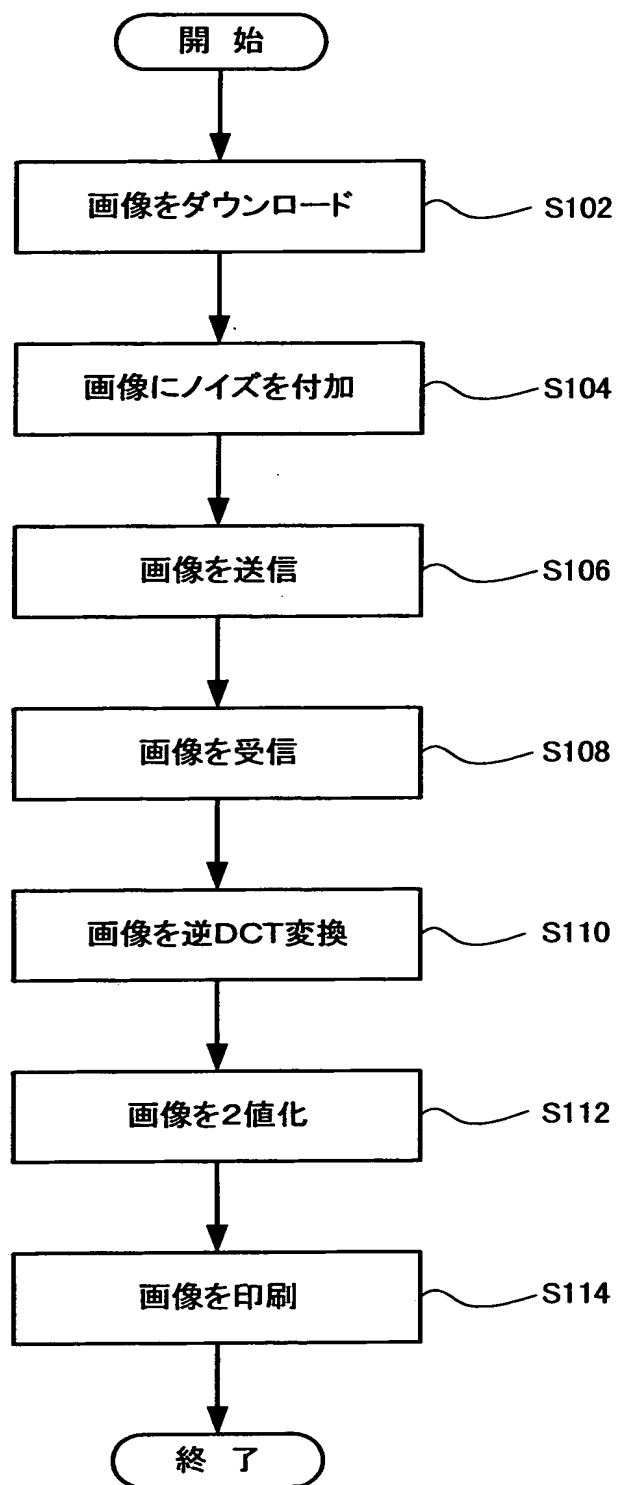 開 始
画像をダウンロード
S102
画像にノイズを付加
S104
画像を送信
S106
画像を受信
S108
画像を逆DCT変換
S110
画像を2値化
S112
画像を印刷
S114
終 了